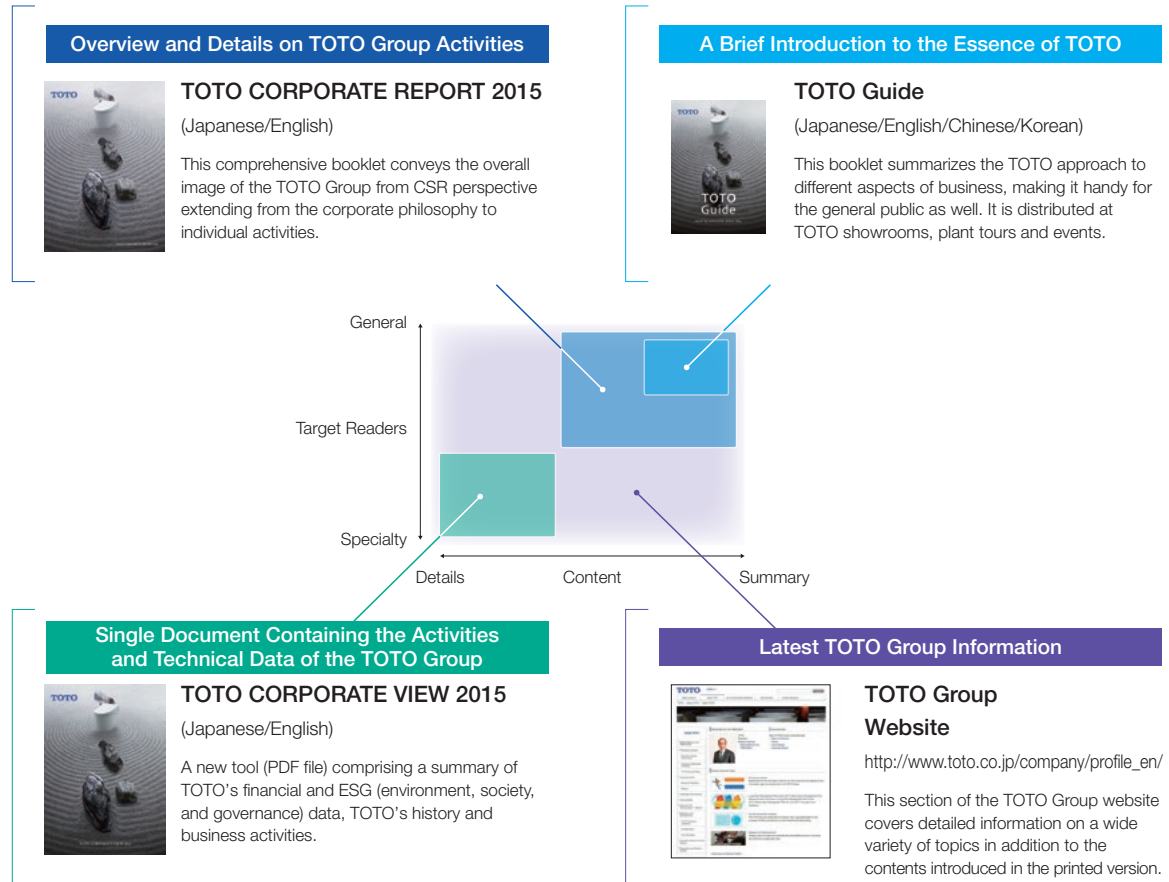 Overview and Details on TOTO Group Activities
TOTO
TOTO CORPORATE REPORT 2015
(Japanese/English)
This comprehensive booklet conveys the overall
image of the TOTO Group from CSR perspective
extending from the corporate philosophy to
individual activities.
A Brief Introduction to the Essence of TOTO
TOTO
TOTO
Guide
TOTO Guide
(Japanese/English/Chinese/Korean)
This booklet summarizes the TOTO approach to
different aspects of business, making it handy for
the general public as well. It is distributed at
TOTO showrooms, plant tours and events.
General
Target Readers
Specialty
Details
Content
Summary
Single Document Containing the Activities
and Technical Data of the TOTO Group
TOTO
TOTO CORPORATE VIEW 2015
(Japanese/English)
A new tool (PDF file) comprising a summary of
TOTO's financial and ESG (environment, society,
and governance) data, TOTO's history and
business activities.
Latest TOTO Group Information
TOTO
TOTO Group
Website
http://www.toto.co.jp/company/profile_en/
This section of the TOTO Group website
covers detailed information on a wide
variety of topics in addition to the
contents introduced in the printed version.